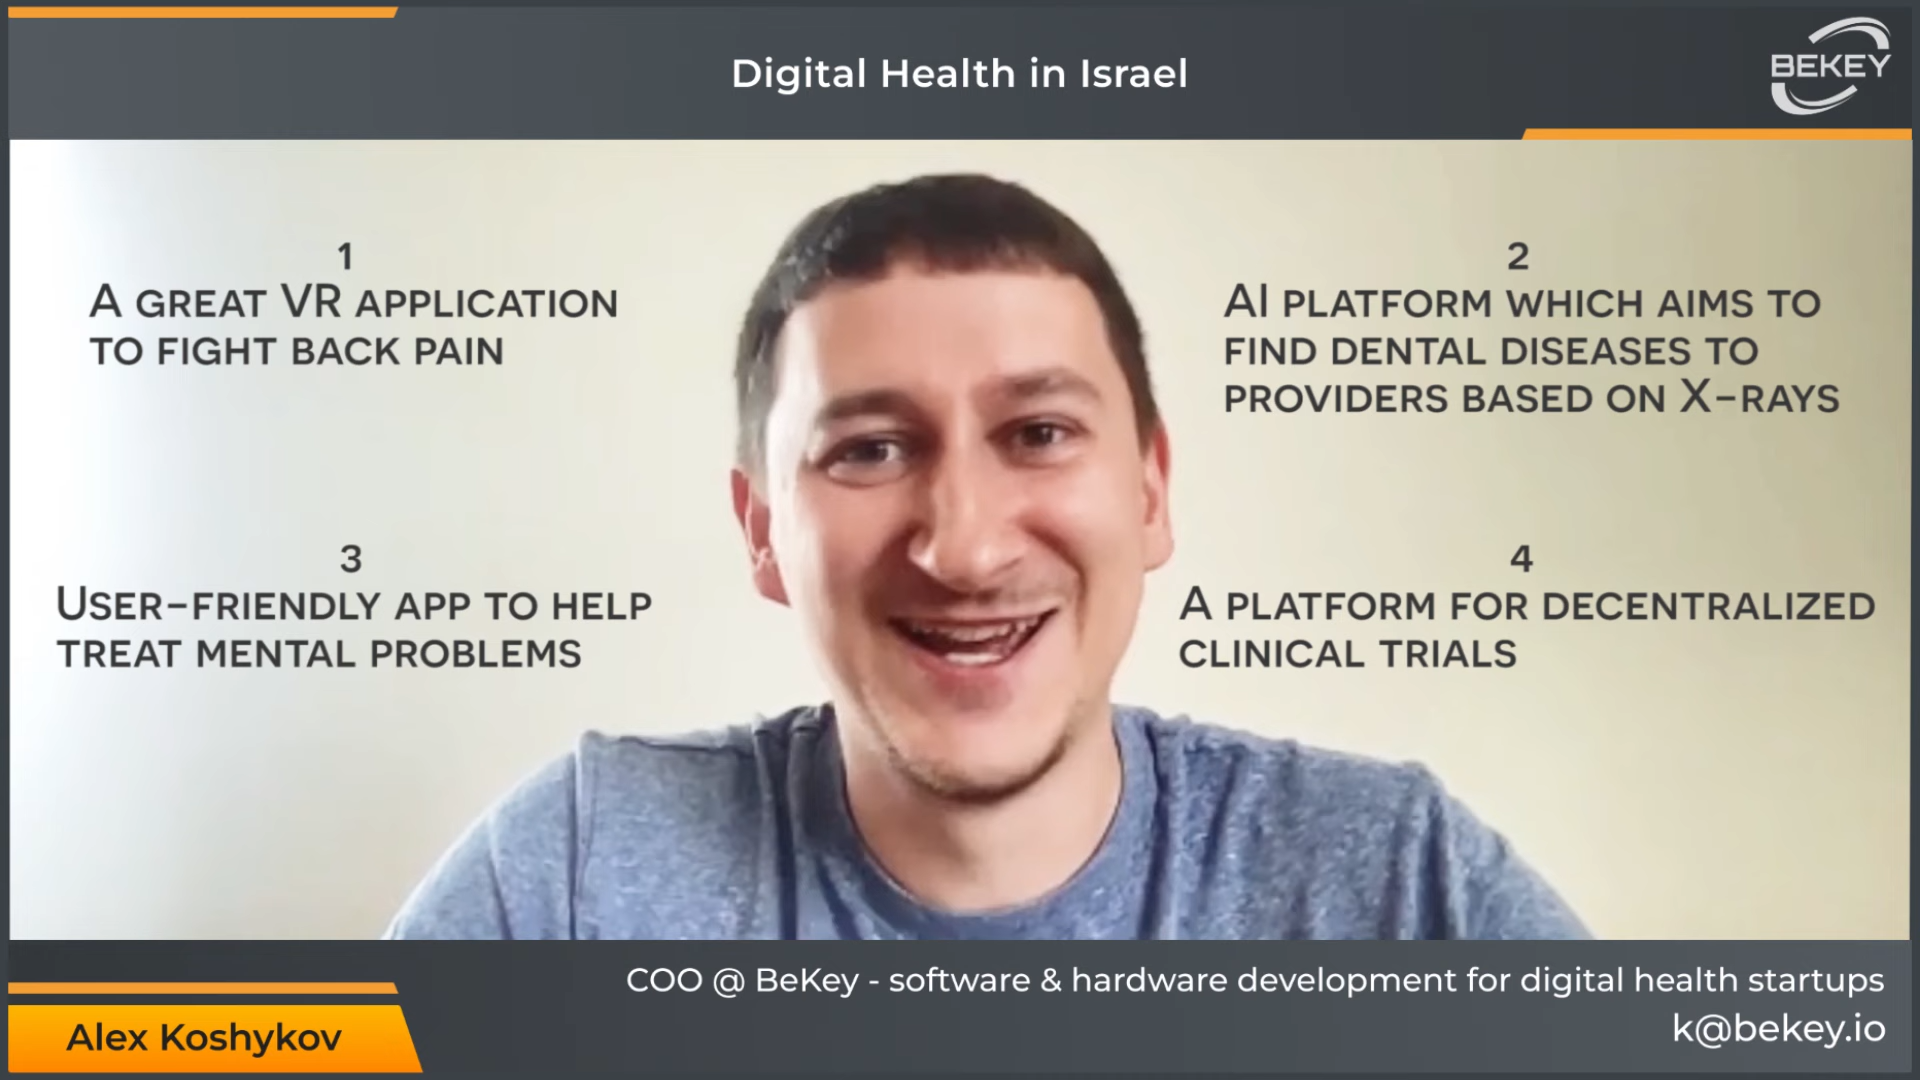 Digital Health in Israel
BEKEY
1
A GREAT VR APPLICATION
TO FIGHT BACK PAIN
2
AI PLATFORM WHICH AIMS TO
FIND DENTAL DISEASES TO
PROVIDERS BASED ON X-RAYS
3
USER-FRIENDLY APP TO HELP
TREAT MENTAL PROBLEMS
4
A PLATFORM FOR DECENTRALIZED
CLINICAL TRIALS
COO @ BeKey - software & hardware development for digital health startups
Alex Koshykov
k@bekey.io